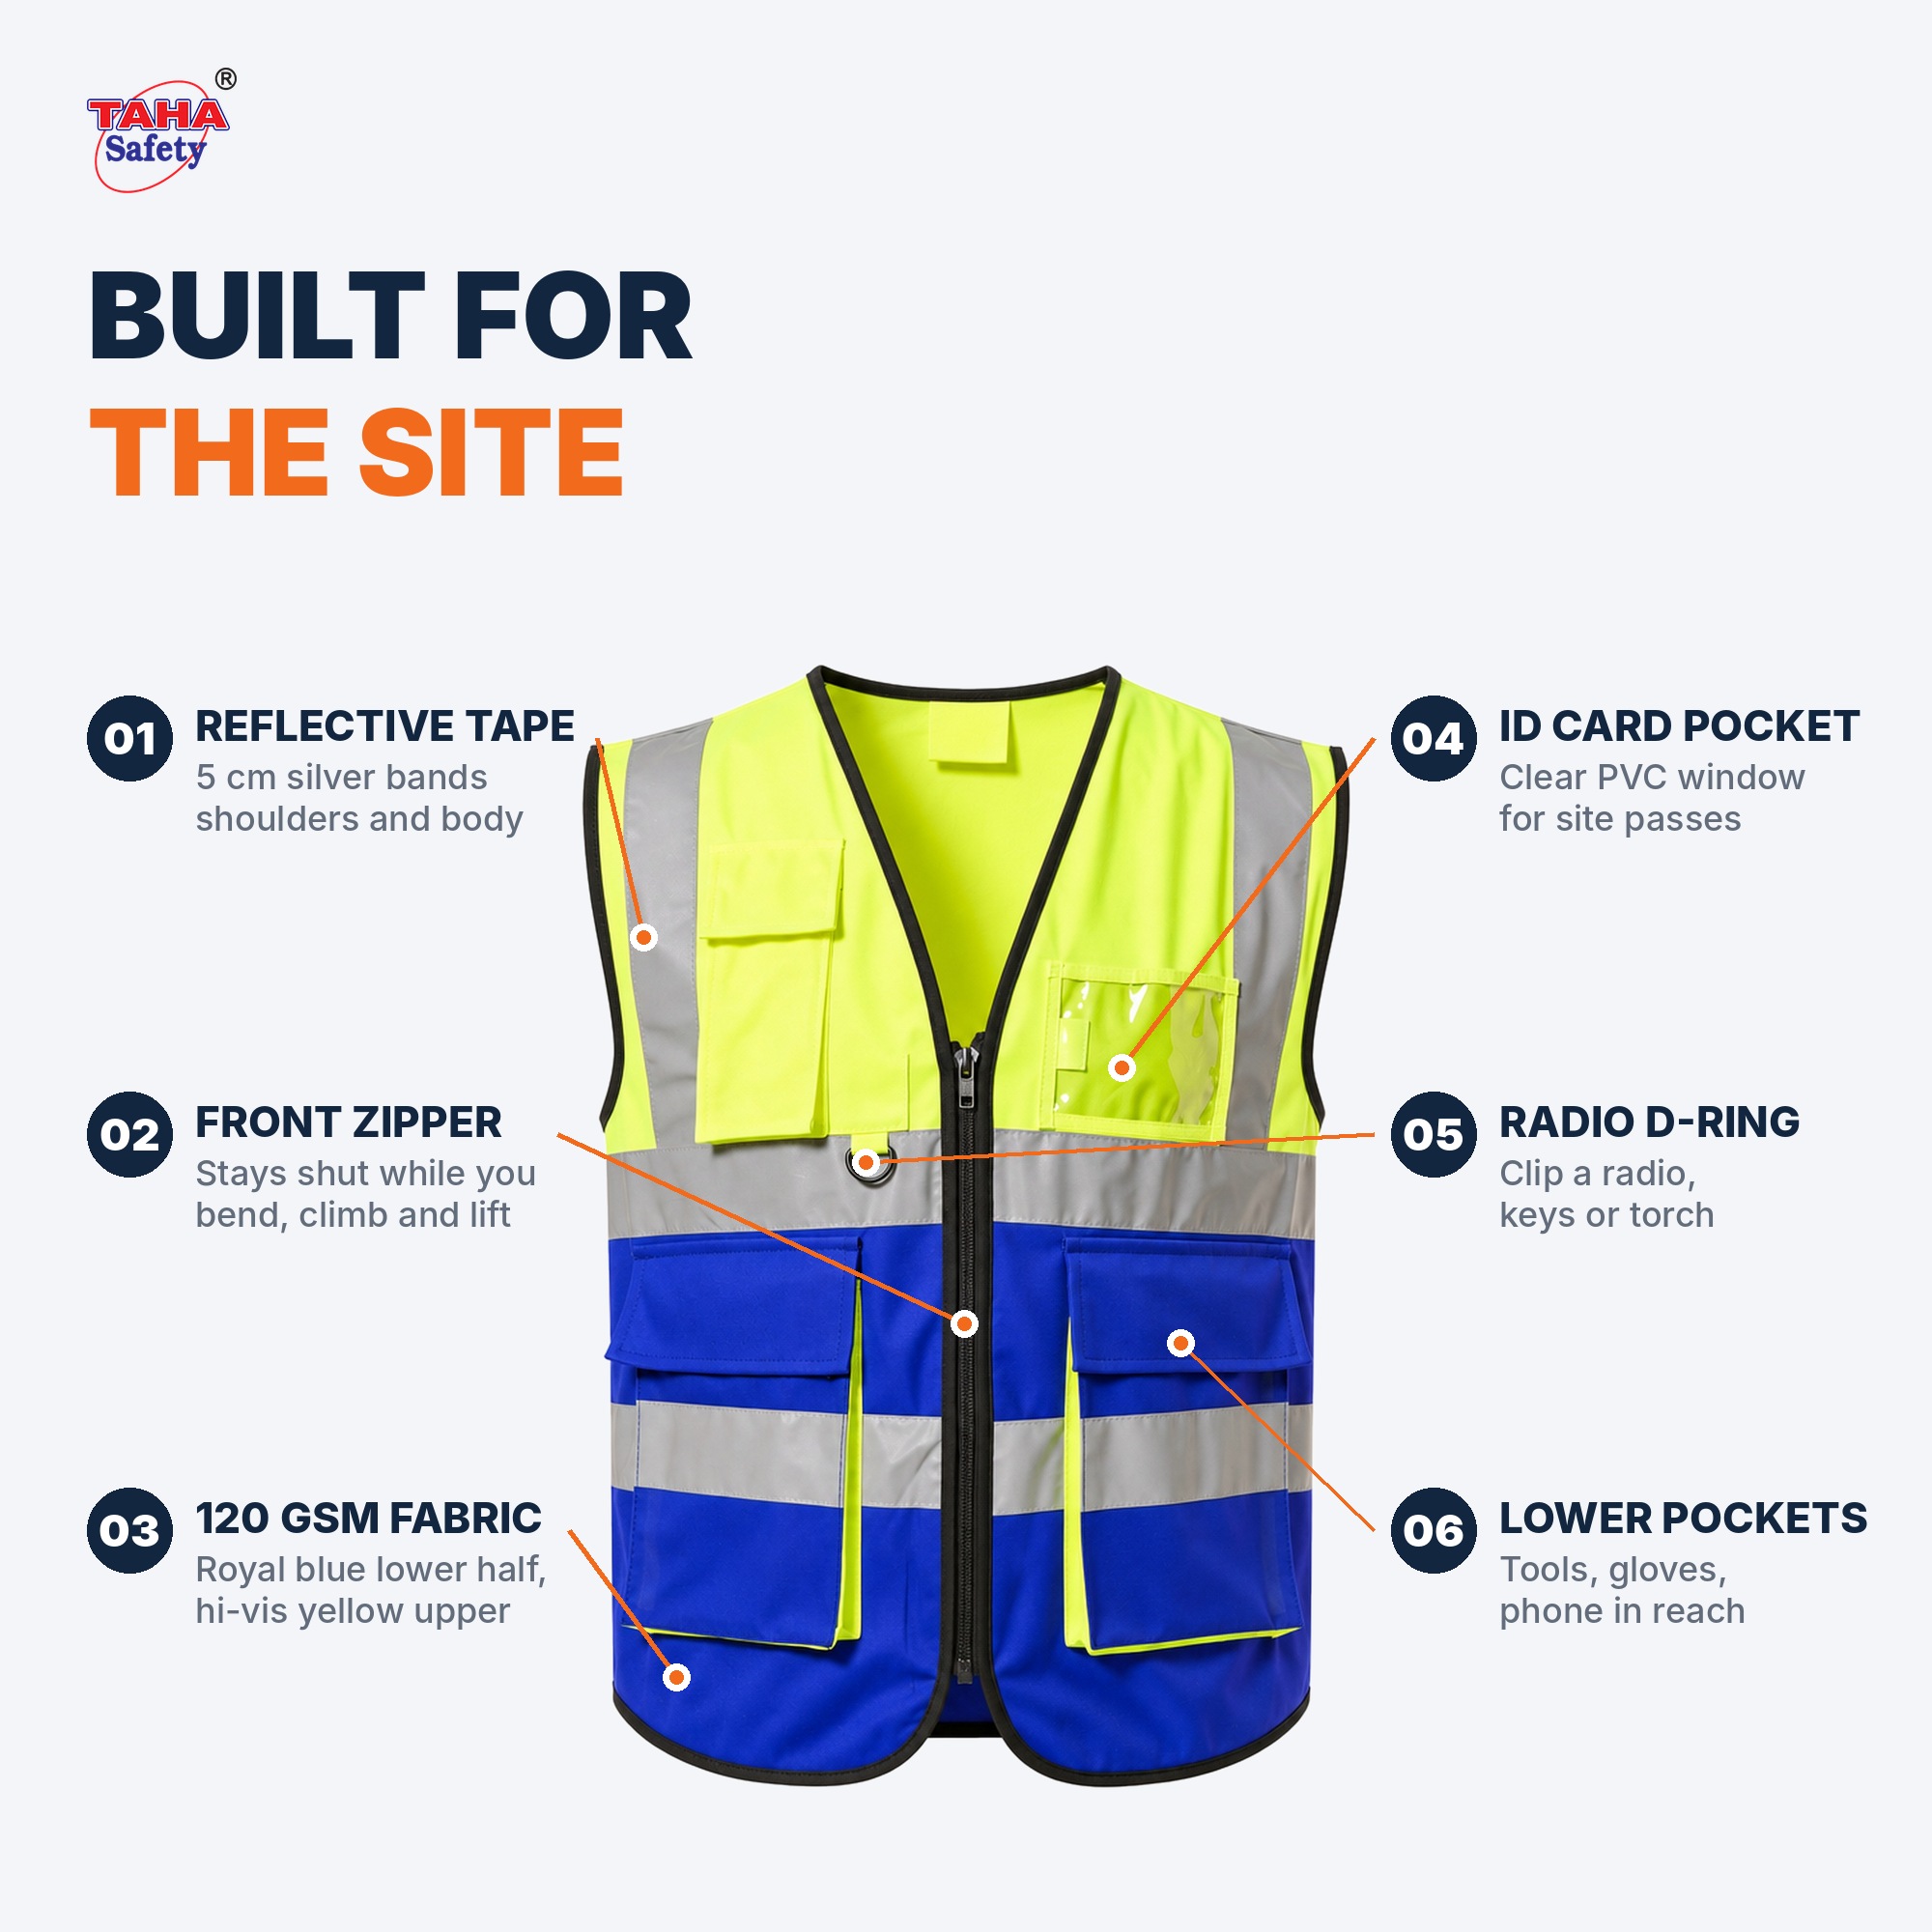 TAHA ®
Safety
BUILT FOR
THE SITE
01
REFLECTIVE TAPE
5 cm silver bands
shoulders and body
02
FRONT ZIPPER
Stays shut while you
bend, climb and lift
03
120 GSM FABRIC
Royal blue lower half,
hi-vis yellow upper
04
ID CARD POCKET
Clear PVC window
for site passes
05
RADIO D-RING
Clip a radio,
keys or torch
06
LOWER POCKETS
Tools, gloves,
phone in reach